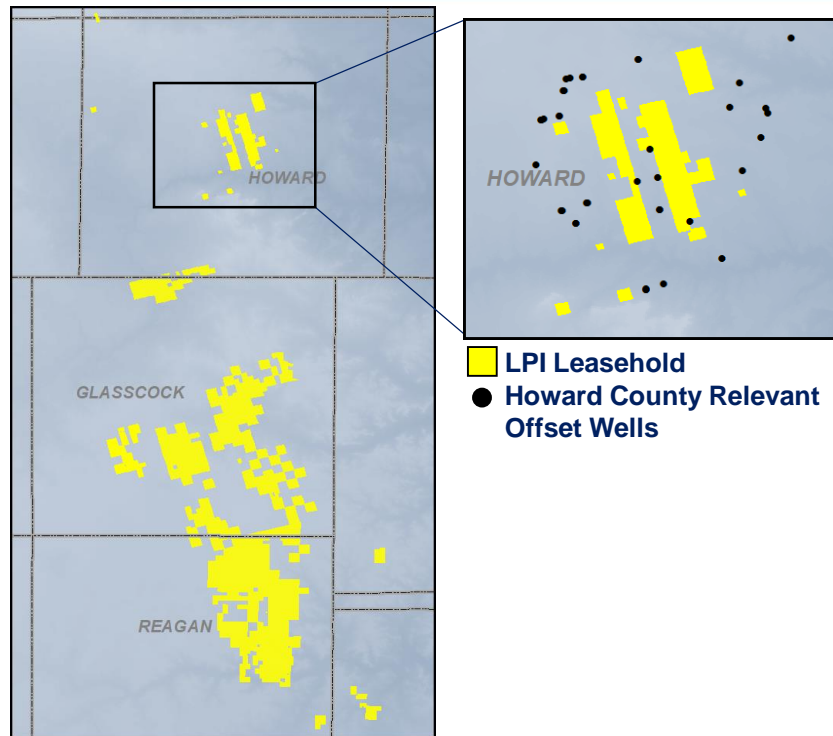 HOWARD
HOWARD
GLASSCOCK
REAGAN
LPI Leasehold
Howard County Relevant
Offset Wells